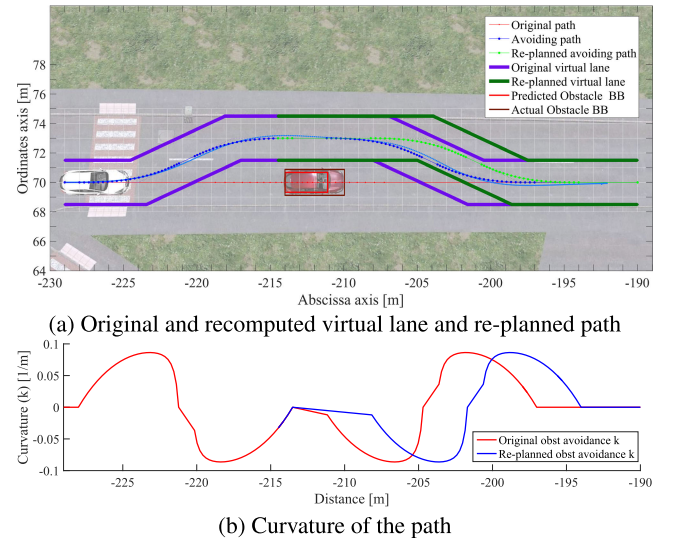 Original path
Avoiding path
Re-planned avoiding path
Original virtual lane
Re-planned virtual lane
Predicted Obstacle BB
Actual Obstacle BB
Ordinates axis [m]
78
76
74
72
70
68
66
64
-230 -225 -220 -215 -210 -205 -200 -195 -190
Abscissa axis [m]
(a) Original and recomputed virtual lane and re-planned path
Curvature (k) [1/m]
0.1
0.05
0
-0.05
-0.1
Original obst avoidance k
Re-planned obst avoidance k
-225 -220 -215 -210 -205 -200 -195 -190
Distance [m]
(b) Curvature of the path